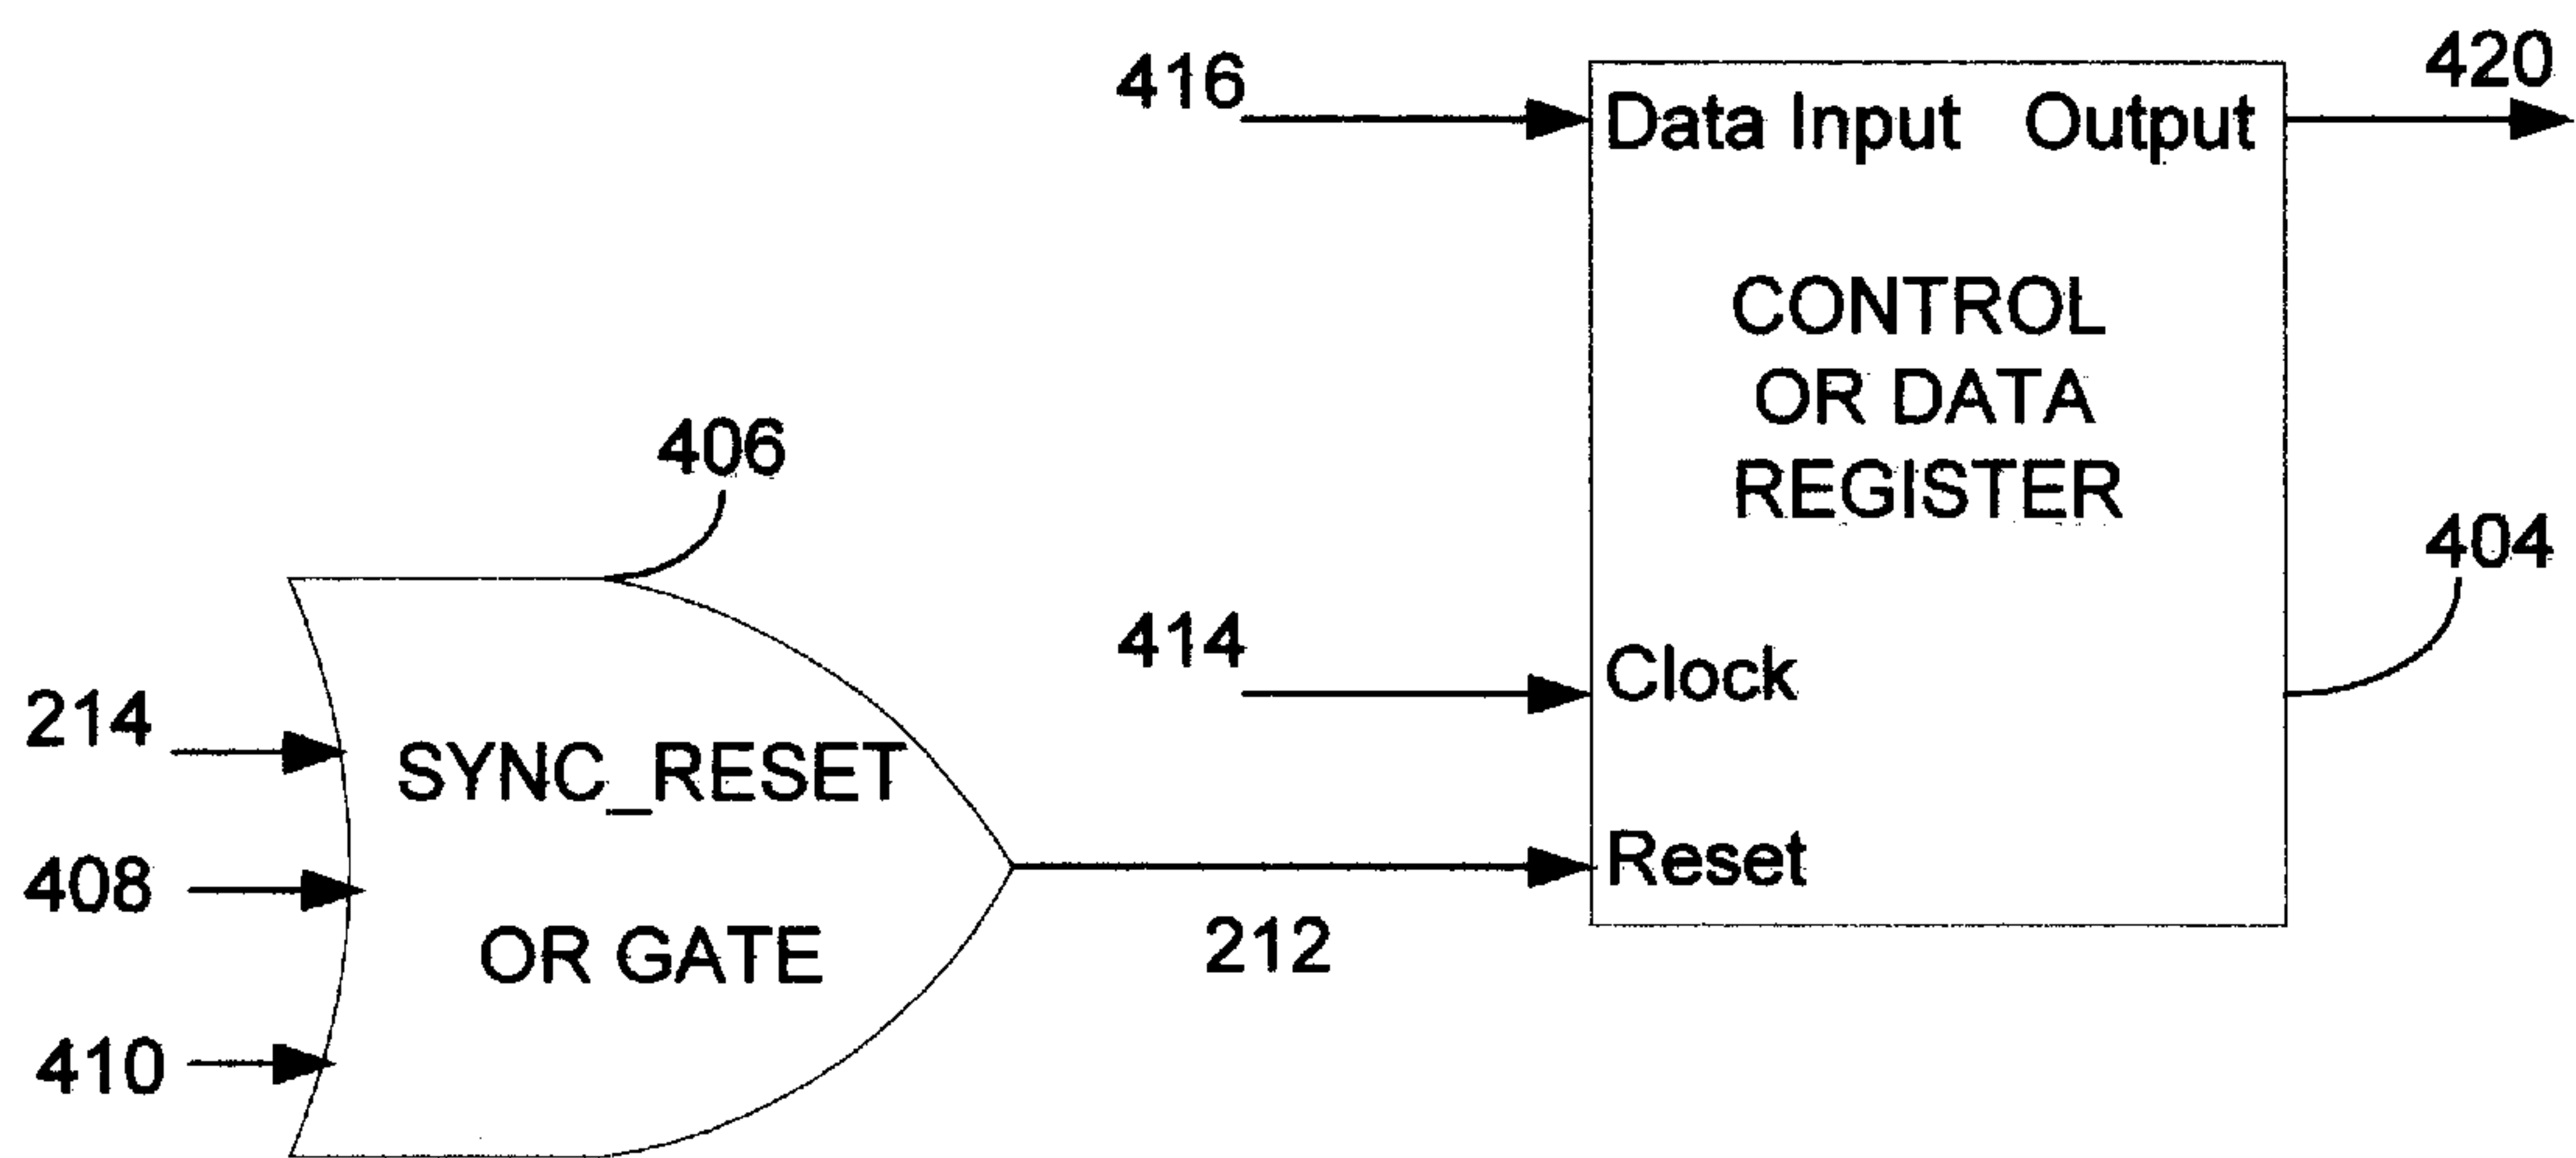 416
Data Input Output
420
CONTROL
OR DATA
REGISTER
406
404
414
Clock
214
SYNC_RESET
408
Reset
OR GATE
212
410